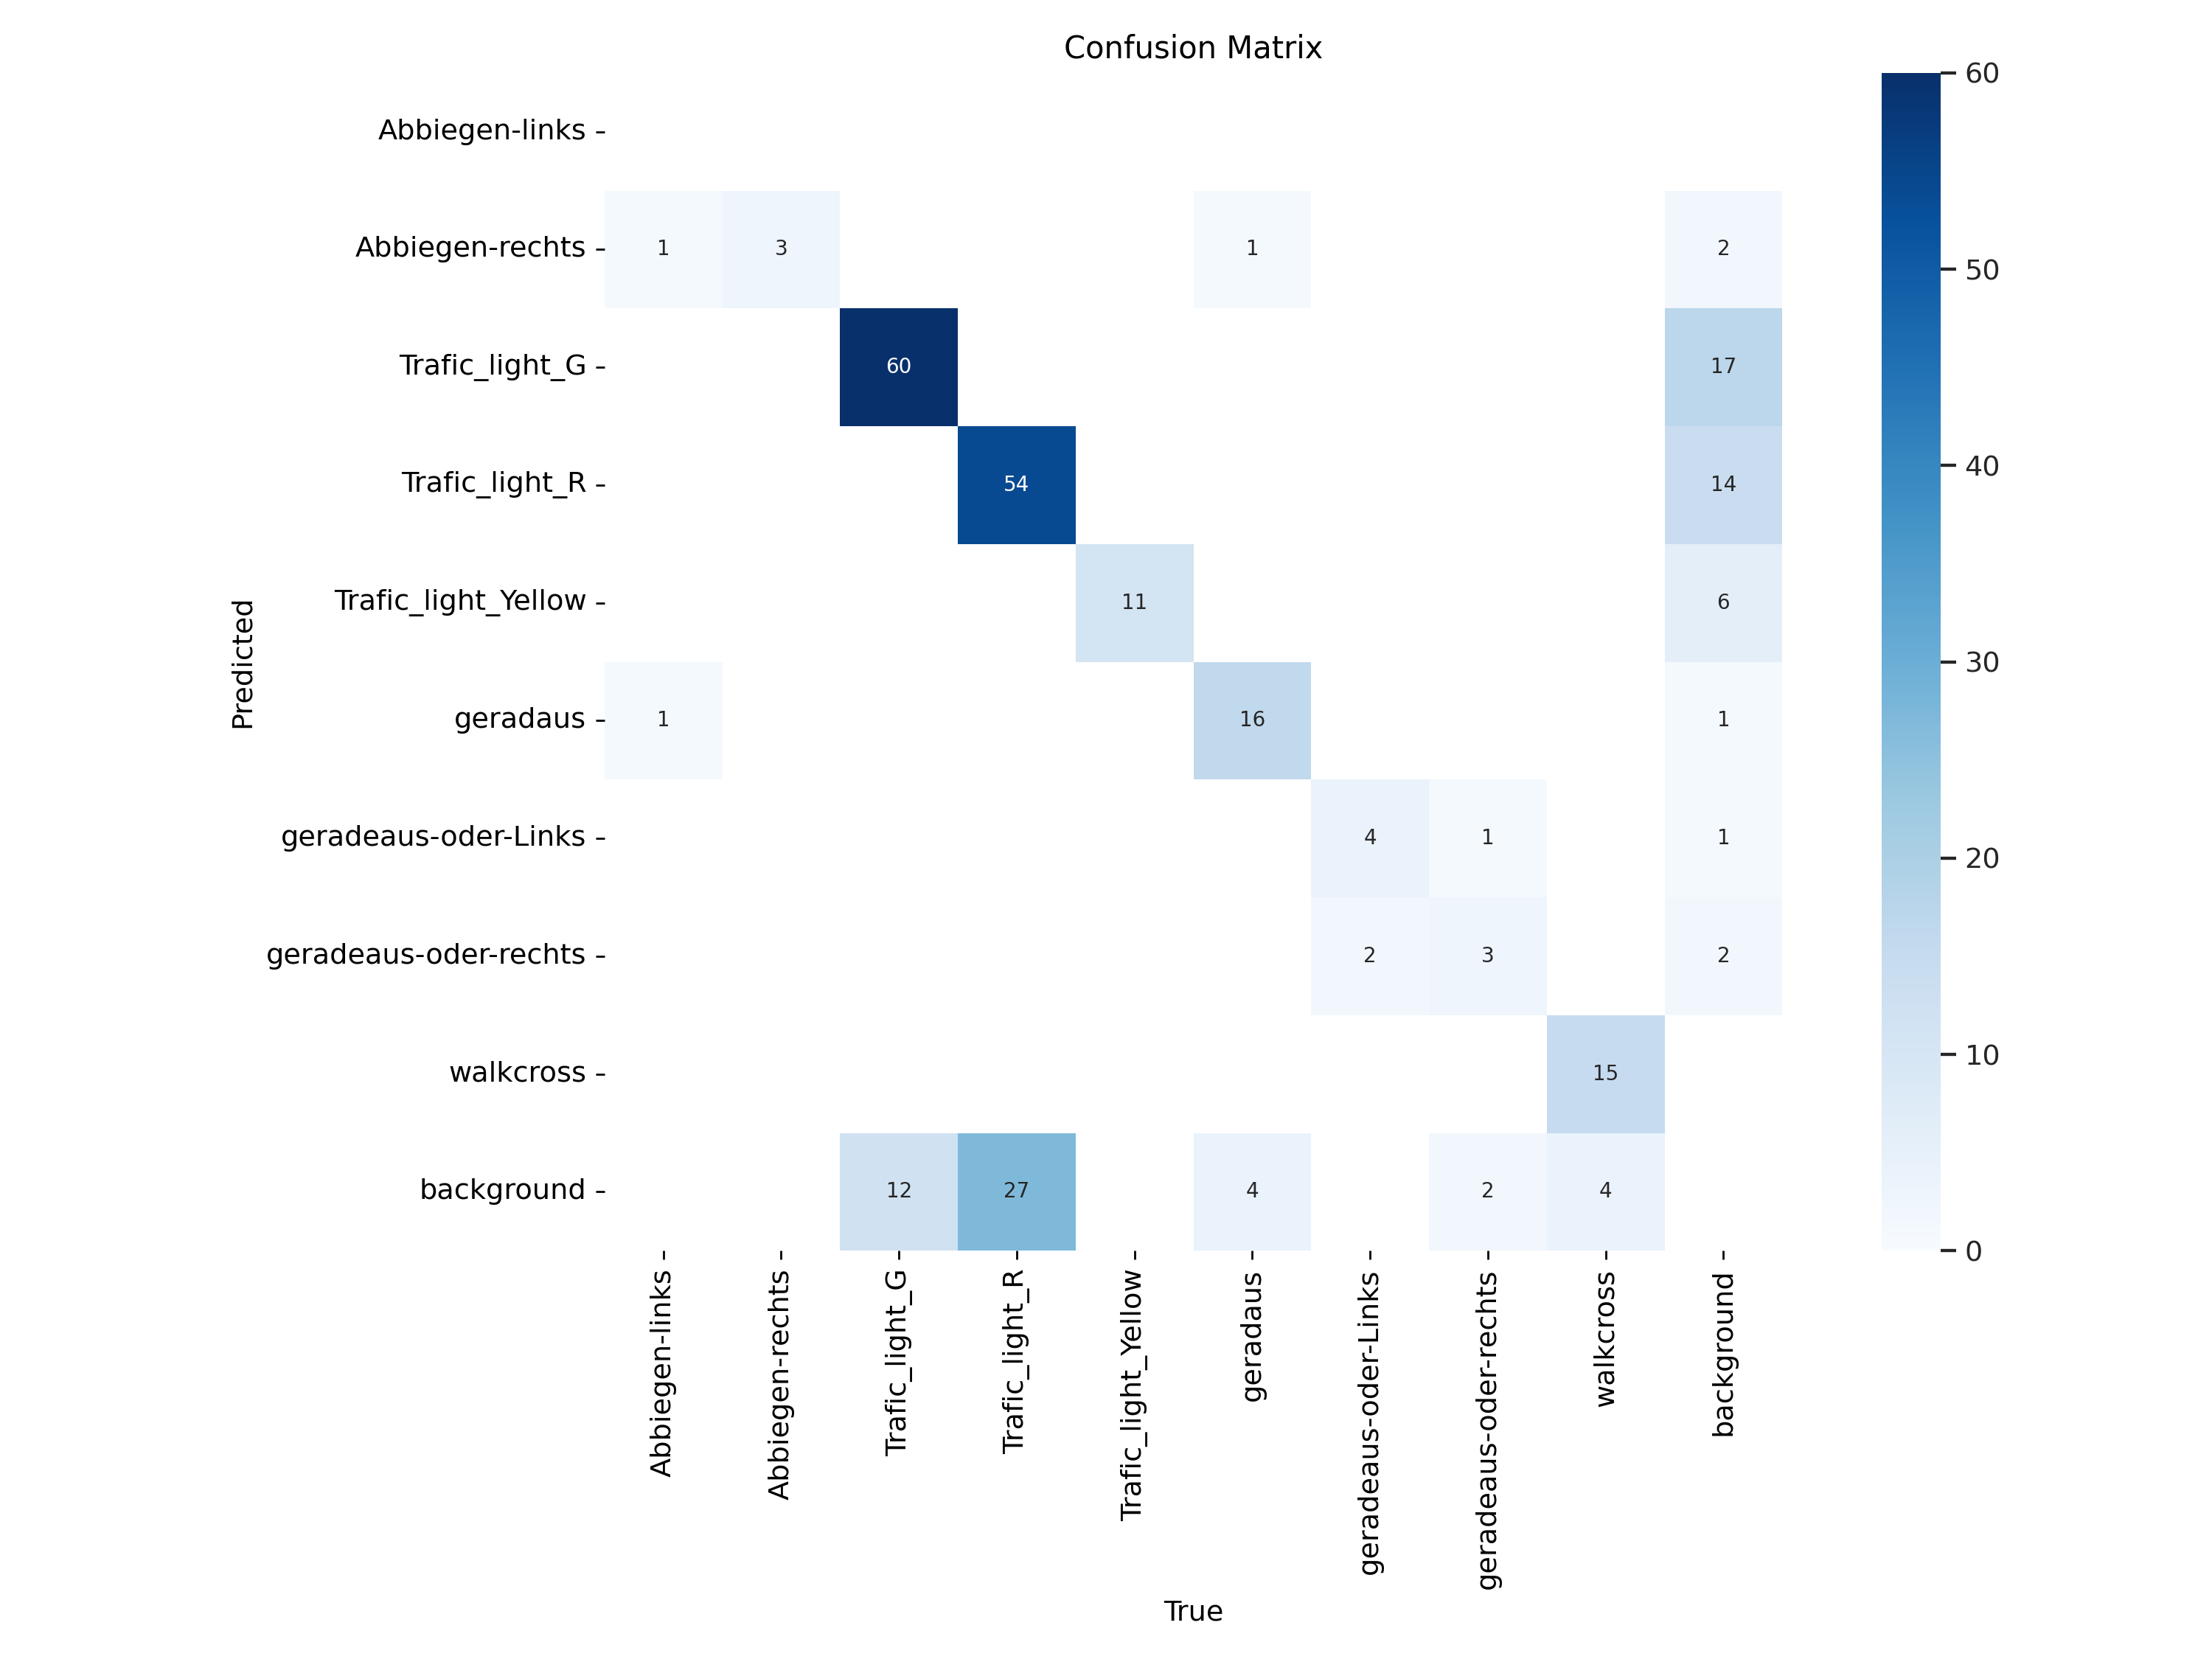 Confusion Matrix
Abbiegen-links
Abbiegen-rechts 1 3 1 2
Trafic_light_G 60 17
Trafic_light_R 54 14
Trafic_light_Yellow 11 6
geradaus 1 16 1
geradeaus-oder-Links 4 1 1
geradeaus-oder-rechts 2 3 2
walkcross 15
background 12 27 4 2 4
Predicted
Abbiegen-links
Abbiegen-rechts
Trafic_light_G
Trafic_light_R
Trafic_light_Yellow
geradaus
geradeaus-oder-Links
geradeaus-oder-rechts
walkcross
background
True
60
50
40
30
20
10
0